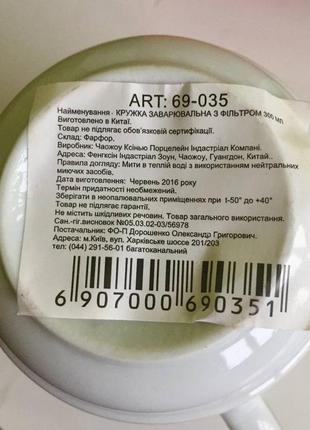 ART: 69-035
Найменування - КРУЖКА ЗАВАРЮВАЛЬНА З ФІЛЬТРОМ 300 МЛ
Виготовлено в Китаї.
Товар не підлягає обов'язковій сертифікації.
Склад: Фарфор.
Виробник: Чаожоу Ксінью Порцелейн Індастріал Компані.
Адреса: Фенгксін Індастріал Зоун, Чаожоу, Гуангдон, Китай..
Правила догляду: Мити в теплій воді з використанням нейтральних
миючих засобів.
Дата виготовлення: Червень 2016 року
Термін придатності необмежений.
Зберігати в неопалювальних приміщеннях при t-50° до +40°
Товар не підлягає гарантії.
Не містить шкідливих речовин. Товар загального використання.
Сан.-гіг.висновок №05.03.02-03/56978
Постачальник: ФО-П Дорошенко Олександр Григорович.
Адреса: м.Київ, вул. Харківське шосе 201/203
тел: (044) 291-56-01 багатоканальний
6 907000 690351